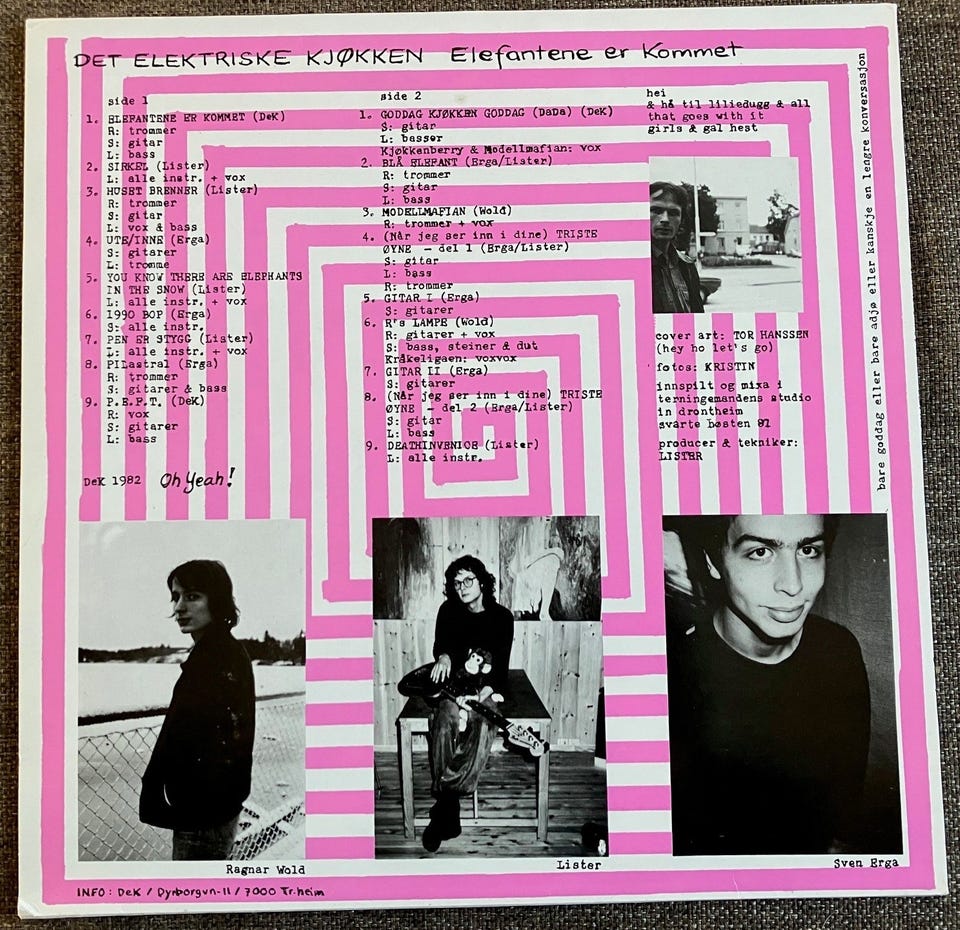 DET ELEKTRISKE KJØKKEN Elefantene er Kommet
side 1
1. ELEFANTENE ER KOMMET (DeK)
R: trommer
S: gitar
L: bass
2. SIRKEL (Lister)
L: alle instr. + vox
3. HUSET BRENNER (Lister)
R: trommer
S: gitar
L: vox & bass
4. UTE/INNE (Erga)
S: gitarer
L: tromme
5. YOU KNOW THERE ARE ELEPHANTS
IN THE SNOW (Lister)
L: alle instr. + vox
6. 1990 BOP (Erga)
S: alle instr.
7. PEN ER STYGG (Lister)
L: alle instr. + vox
8. PILastral (Erga)
R: trommer
S: gitarer & bass
9. P.E.P.T. (DeK)
R: vox
S: gitarer
L: bass
DeK 1982 Oh Yeah!
side 2
1. GODDAG KJØKKEN GODDAG (DaDa) (DeK)
S: gitar
L: basser
Kjøkkenberry & Modellmafian: vox
2. BLÅ ELEFANT (Erga/Lister)
R: trommer
S: gitar
L: bass
3. MODELLMAFIAN (Wold)
R: trommer + vox
4. (Når jeg ser inn i dine) TRISTE
ØYNE - del 1 (Erga/Lister)
S: gitar
L: bass
R: trommer
5. GITAR I (Erga)
S: gitarer
6. R's LAMPE (Wold)
R: gitarer + vox
S: bass, steiner & dut
Kråkeligaen: voxvox
7. GITAR II (Erga)
S: gitarer
8. (Når jeg ser inn i dine) TRISTE
ØYNE - del 2 (Erga/Lister)
S: gitar
L: bass
9. DEATHINVENICE (Lister)
L: alle instr.
hei
& hå til liliedugg & all
that goes with it
girls & gal hest
cover art: TOR HANSSEN
(hey ho let's go)
fotos: KRISTIN
innspilt og mixa i
terningemandens studio
in drontheim
svarte høsten 81
producer & tekniker:
LISTER
bare goddag eller bare adjø eller kanskje en lengre konversasjon
Ragnar Wold
Lister
Sven Erga
INFO: DeK / Dyrborgvn-11 / 7000 Tr.heim